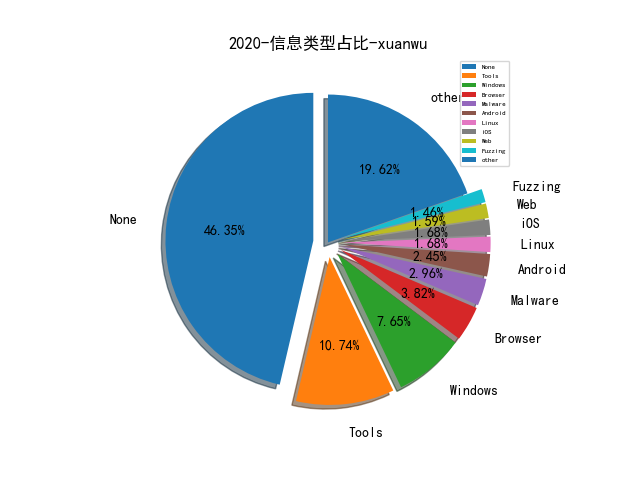 2020-信息类型占比-xuanwu
None
Tools
Windows
Browser
Malware
Android
Linux
iOS
Web
Fuzzing
other
other
19.62%
Fuzzing
1.46%
Web
1.59%
iOS
1.68%
Linux
1.68%
Android
2.45%
Malware
2.96%
Browser
3.82%
Windows
7.65%
Tools
10.74%
None
46.35%